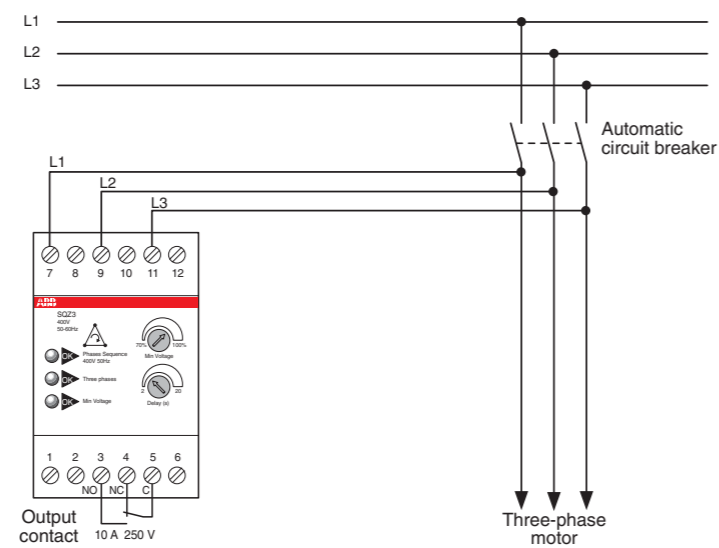 L1
L2
L3
Automatic
circuit breaker
L1
L2
L3
7 8 9 10 11 12
ABB
SQZ3
400V
50-60Hz
70% 100%
Min Voltage
OK Phases Sequence
400V 50Hz
OK Three phases
OK Min Voltage
2 20
Delay (s)
1 2 3 4 5 6
NO NC C
Output
contact
10 A 250 V
Three-phase
motor